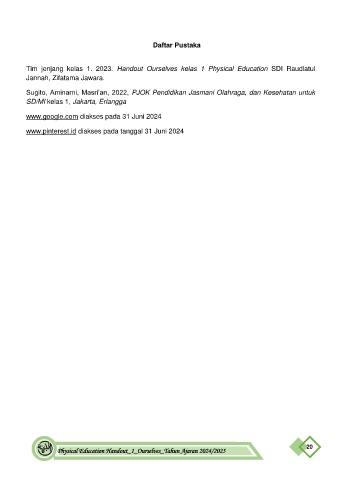 Daftar Pustaka
Tim jenjang kelas 1. 2023. Handout Ourselves kelas 1 Physical Education SDI Raudlatul
Jannah, Zifatama Jawara.
Sugito, Aminami, Masri'an, 2022, PJOK Pendidikan Jasmani Olahraga, dan Kesehatan untuk
SD/MI kelas 1, Jakarta, Erlangga
www.google.com diakses pada 31 Juni 2024
www.pinterest.id diakses pada tanggal 31 Juni 2024
Physical Education Handout_1_Ourselves_Tahun Ajaran 2024/2025
20